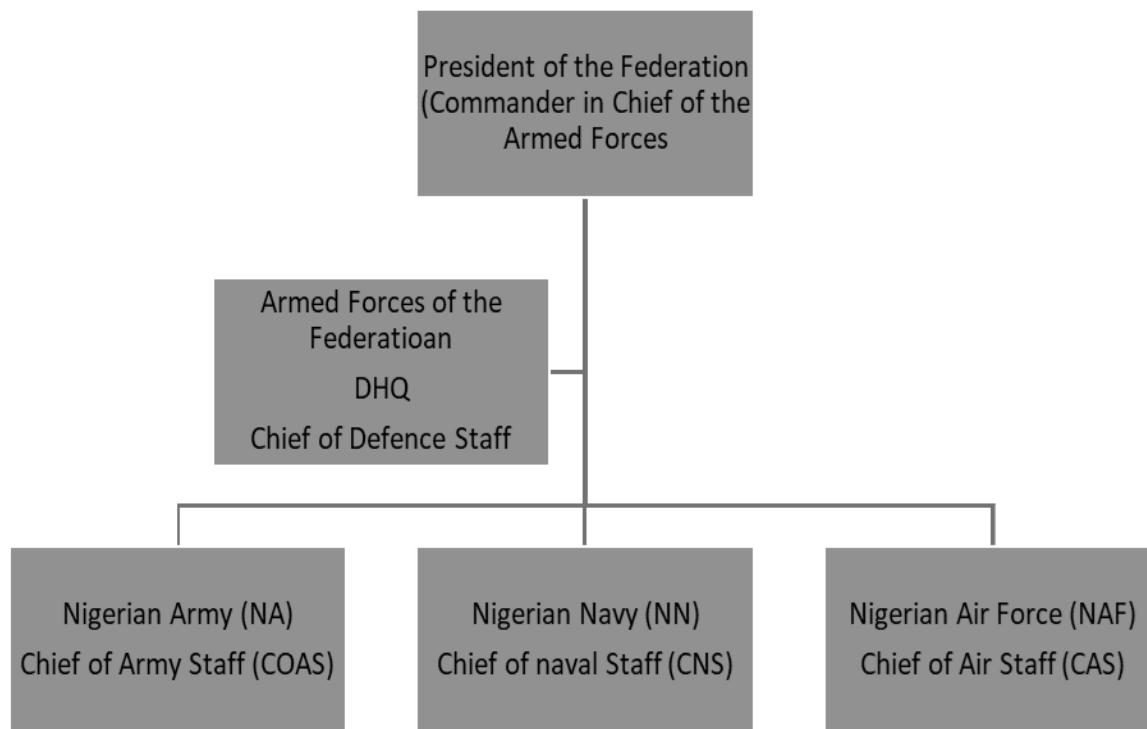 President of the Federation
(Commander in Chief of the
Armed Forces
Armed Forces of the
Federatioan
DHQ
Chief of Defence Staff
Nigerian Army (NA)
Chief of Army Staff (COAS)
Nigerian Navy (NN)
Chief of naval Staff (CNS)
Nigerian Air Force (NAF)
Chief of Air Staff (CAS)